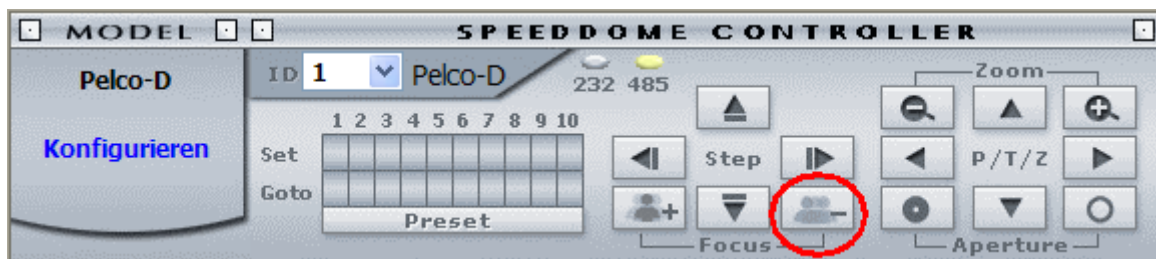 MODEL
SPEEDDOME CONTROLLER
Pelco-D
ID 1 Pelco-D
232 485
Zoom
1 2 3 4 5 6 7 8 9 10
Konfigurieren
Set
Step
P/T/Z
Goto
Preset
Focus
Aperture